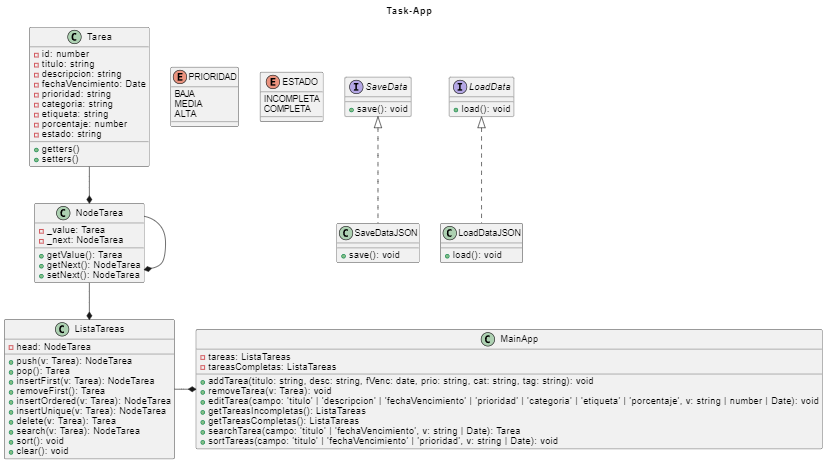 Task-App
C Tarea
id: number
titulo: string
descripcion: string
fechaVencimiento: Date
prioridad: string
categoria: string
etiqueta: string
porcentaje: number
estado: string
getters()
setters()
E PRIORIDAD
BAJA
MEDIA
ALTA
E ESTADO
INCOMPLETA
COMPLETA
I SaveData
save(): void
I LoadData
load(): void
C NodeTarea
_value: Tarea
_next: NodeTarea
getValue(): Tarea
getNext(): NodeTarea
setNext(): NodeTarea
C SaveDataJSON
save(): void
C LoadDataJSON
load(): void
C ListaTareas
head: NodeTarea
push(v: Tarea): NodeTarea
pop(): Tarea
insertFirst(v: Tarea): NodeTarea
removeFirst(): Tarea
insertOrdered(v: Tarea): NodeTarea
insertUnique(v: Tarea): NodeTarea
delete(v: Tarea): Tarea
search(v: Tarea): NodeTarea
sort(): void
clear(): void
C MainApp
tareas: ListaTareas
tareasCompletas: ListaTareas
addTarea(titulo: string, desc: string, fVenc: date, prio: string, cat: string, tag: string): void
removeTarea(v: Tarea): void
editTarea(campo: 'titulo' | 'descripcion' | 'fechaVencimiento' | 'prioridad' | 'categoria' | 'etiqueta' | 'porcentaje', v: string | number | Date): void
getTareasIncompletas(): ListaTareas
getTareasCompletas(): ListaTareas
searchTarea(campo: 'titulo' | 'fechaVencimiento', v: string | Date): Tarea
sortTareas(campo: 'titulo' | 'fechaVencimiento' | 'prioridad', v: string | Date): void